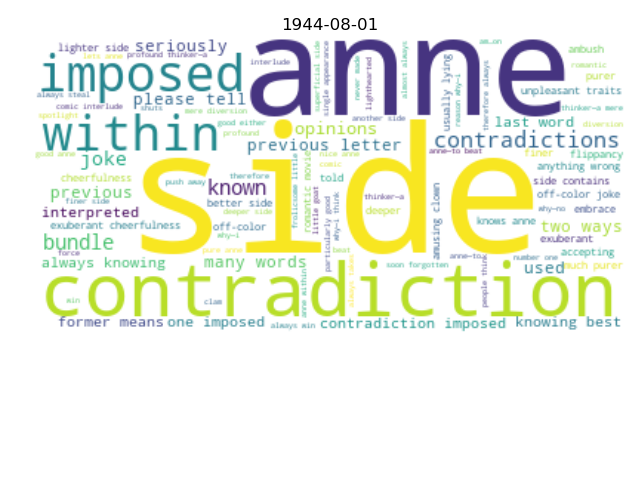 1944-08-01
lighter side
seriously
profound thinker—a
interlude
superficial side
single appearance
never made
lighthearted
almost always
am_on
usually lying
reason why—i
therefore always
ambush
romantic
purer
unpleasant traits
thinker—a mere
imposed
anne
always steal
comic interlude
spotlight
shuts
please tell
mere diversion
good either
profound
another side
last word
diversion
within
opinions
previous letter
contradictions
good anne
joke
nice anne
finer
flippancy
anything wrong
cheerfulness
push away
therefore
told
comic
side
side contains
previous
finer side
known
better side
deeper side
frolicsome little
romantic movie
little goat
particularly good
why—i think
thinker—a
deeper
anne—to beat
amusing clown
knows anne
off-color joke
why—no
embrace
interpreted
exuberant cheerfulness
off-color
two ways
exuberant
bundle
force
pure anne
beat
anne—to
number one
accepting
always knowing
many words
anne within
always takes
soon forgotten
people think
used
much purer
contradiction
win
clam
former means
one imposed
always win
contradiction imposed
knowing best